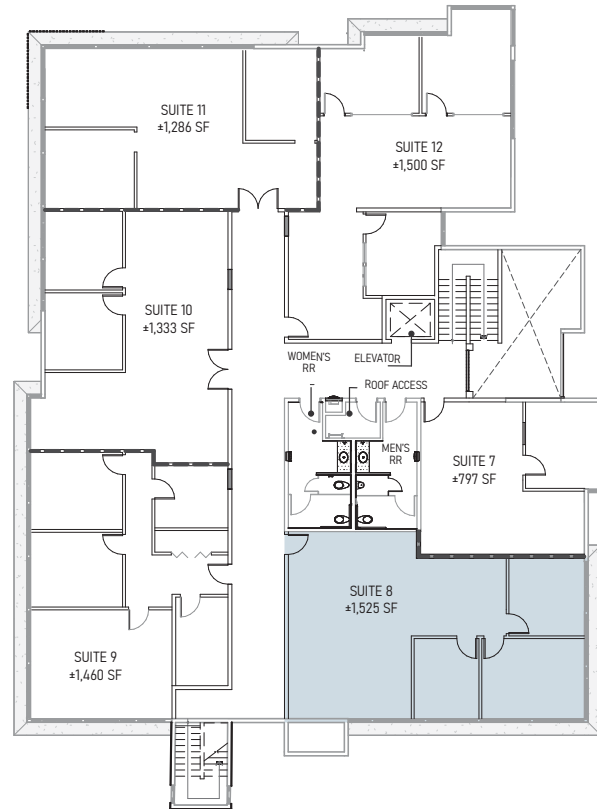 SUITE 11
±1,286 SF
SUITE 12
±1,500 SF
SUITE 10
±1,333 SF
WOMEN'S
RR
ELEVATOR
ROOF ACCESS
MEN'S
RR
SUITE 7
±797 SF
SUITE 8
±1,525 SF
SUITE 9
±1,460 SF